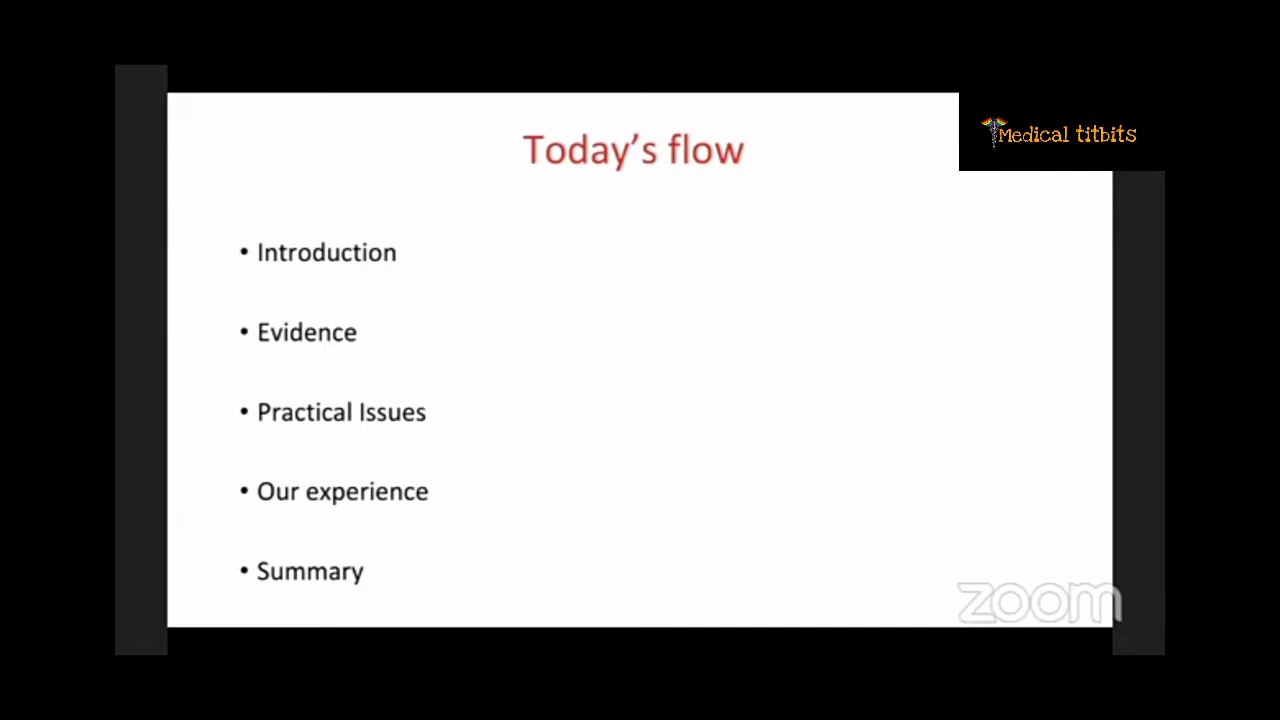 Today's flow
Medical titbits
• Introduction
• Evidence
• Practical Issues
• Our experience
• Summary
zoom